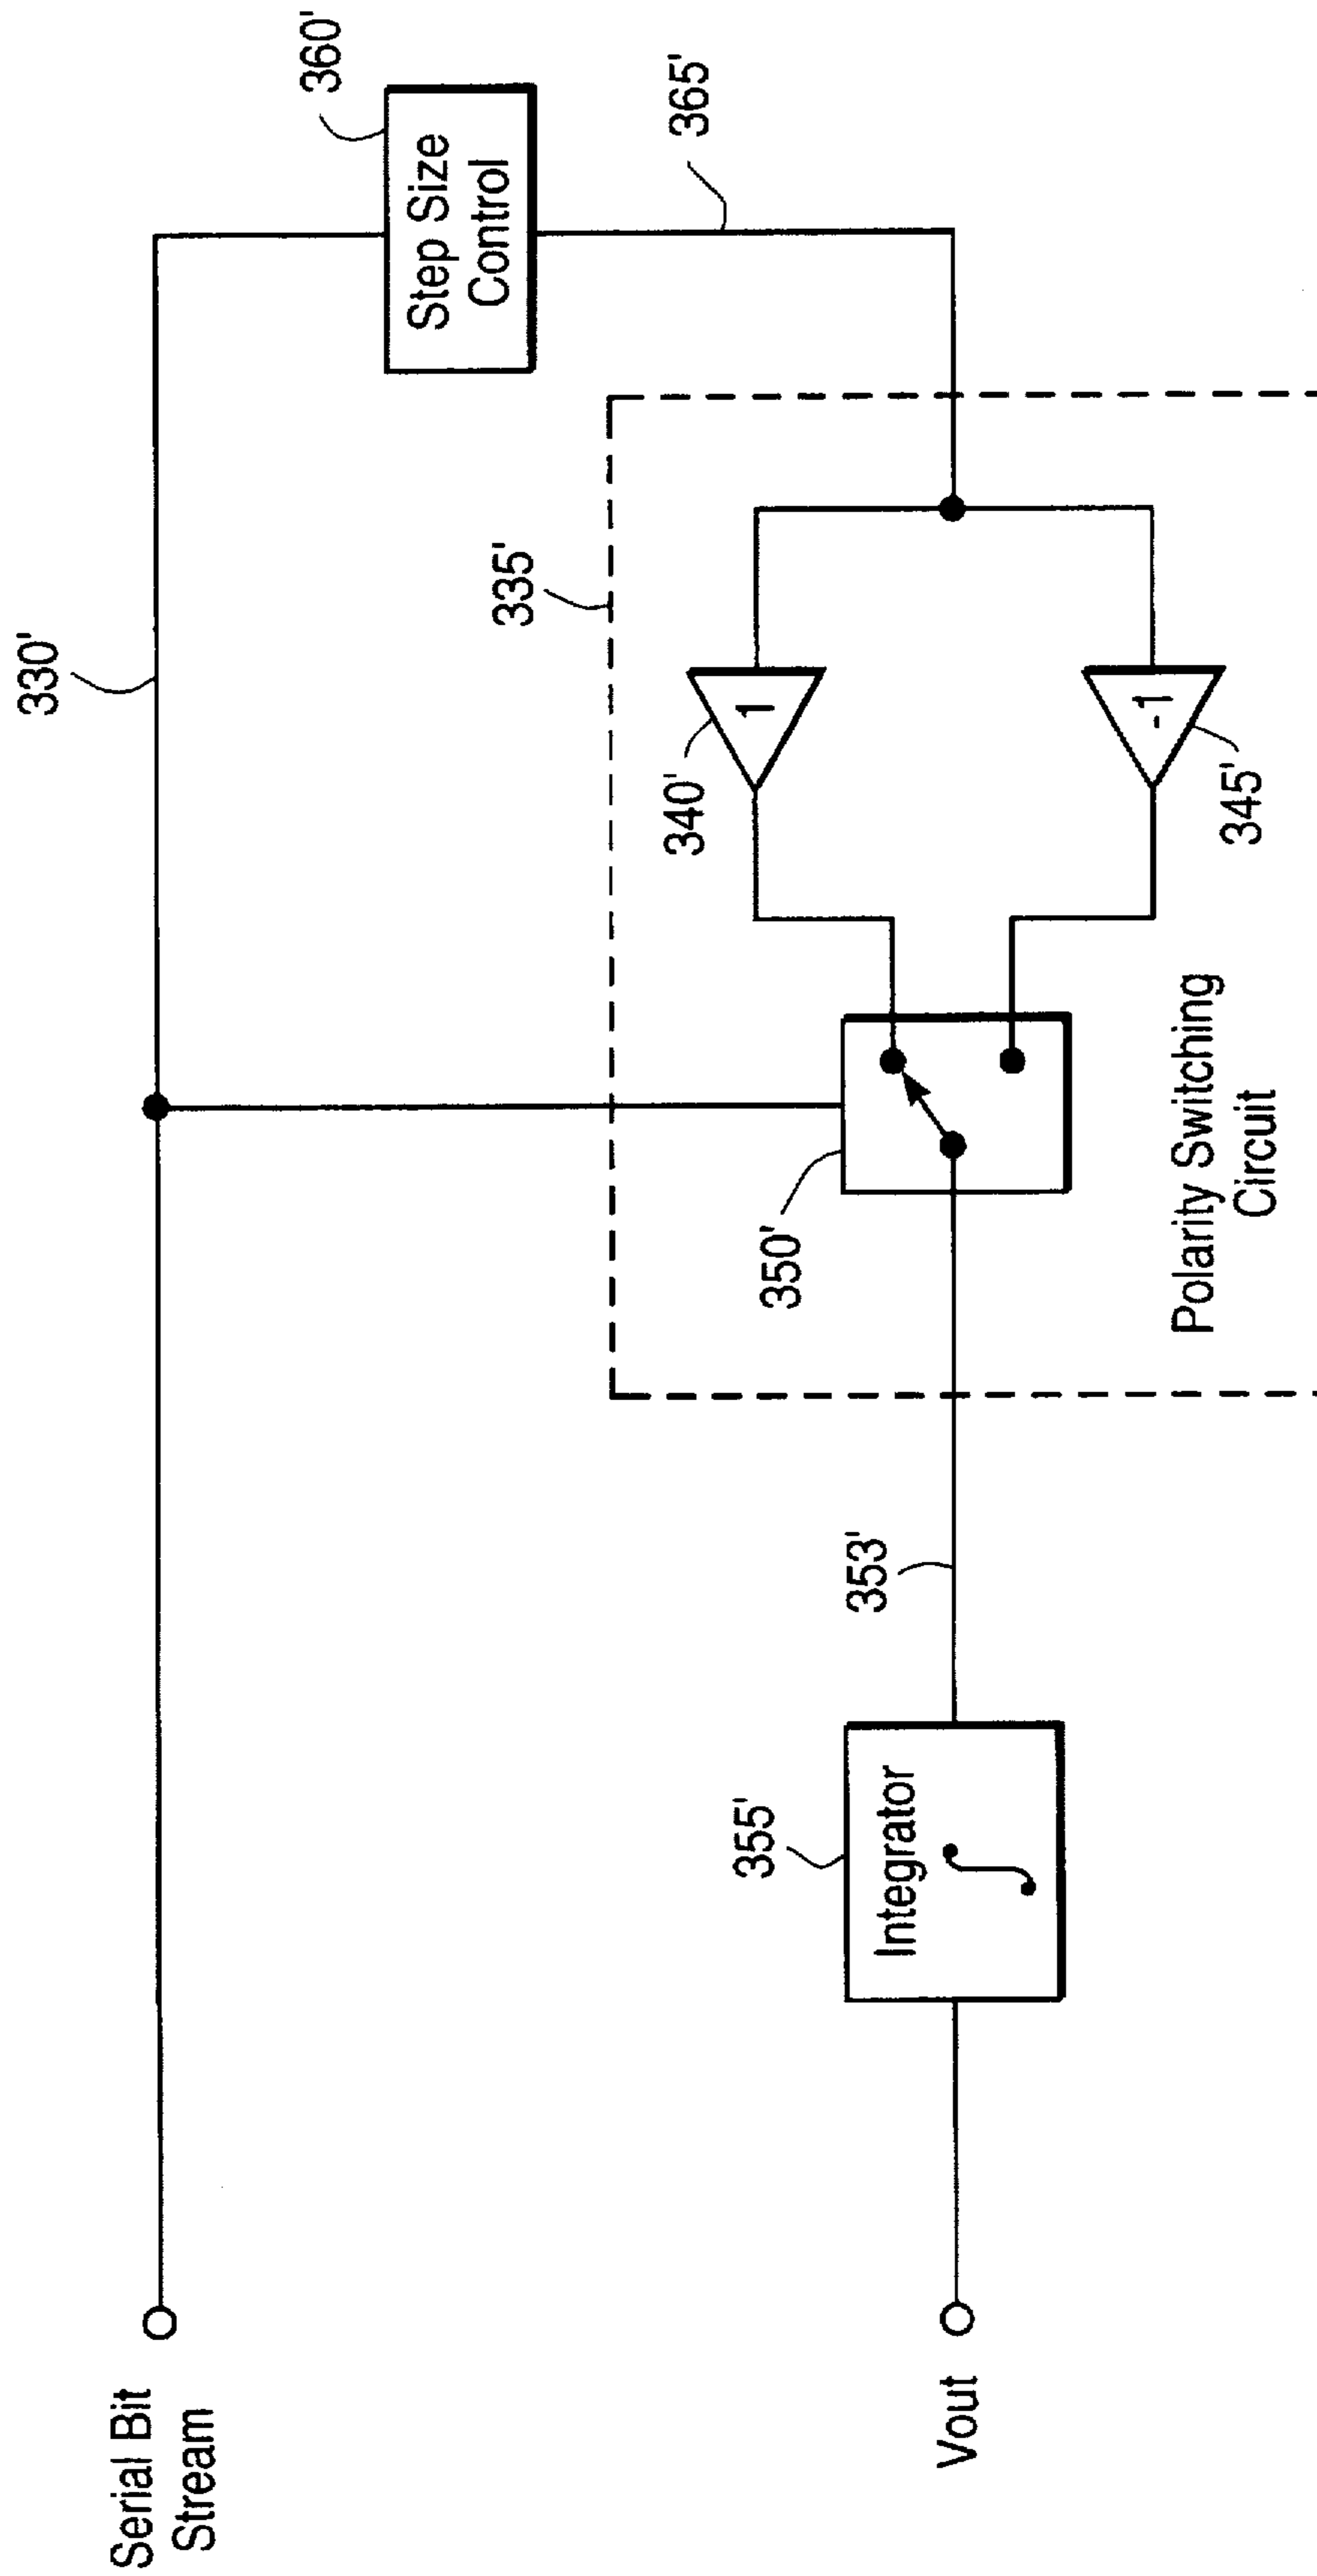 Serial Bit
Stream
330'
360'
Step Size
Control
365'
335'
340'
1
345'
-1
350'
Polarity Switching
Circuit
353'
355'
Integrator
Vout